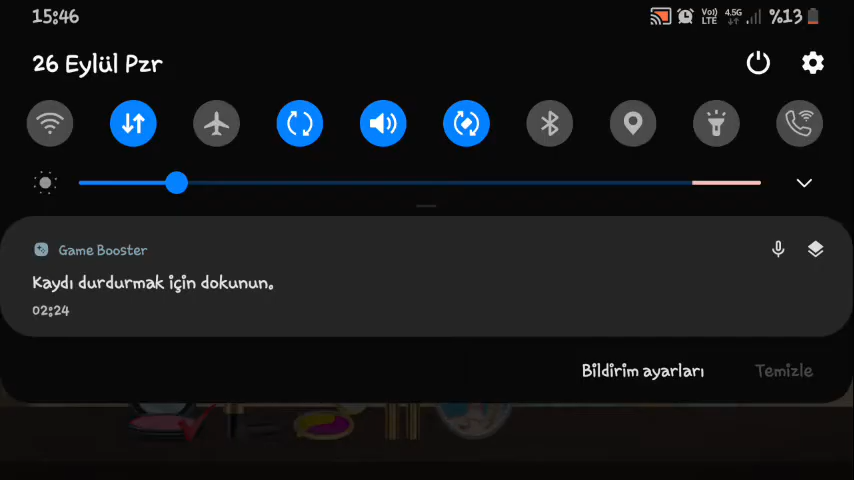 15:46
Vo) LTE 4.5G %13
26 Eylül Pzr
Game Booster
Kaydı durdurmak için dokunun.
02:24
Bildirim ayarları Temizle